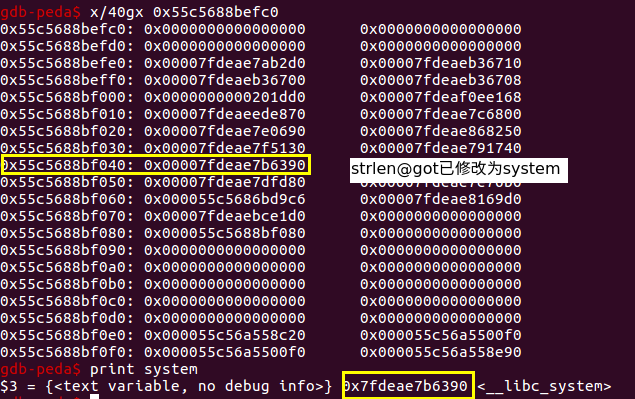 gdb-peda$ x/40gx 0x55c5688befc0
0x55c5688befc0: 0x0000000000000000 0x0000000000000000
0x55c5688befd0: 0x0000000000000000 0x0000000000000000
0x55c5688befe0: 0x00007fdeae7ab2d0 0x00007fdeaeb36710
0x55c5688beff0: 0x00007fdeaeb36700 0x00007fdeaeb36708
0x55c5688bf000: 0x0000000000201dd0 0x00007fdeaf0ee168
0x55c5688bf010: 0x00007fdeaeede870 0x00007fdeae7c6800
0x55c5688bf020: 0x00007fdeae7e0690 0x00007fdeae868250
0x55c5688bf030: 0x00007fdeae7f5130 0x00007fdeae791740
0x55c5688bf040: 0x00007fdeae7b6390 strlen@got已修改为system
0x55c5688bf050: 0x00007fdeae7dfd80
0x55c5688bf060: 0x000055c5686bd9c6 0x00007fdeae8169d0
0x55c5688bf070: 0x00007fdeaebce1d0 0x0000000000000000
0x55c5688bf080: 0x000055c5688bf080 0x0000000000000000
0x55c5688bf090: 0x0000000000000000 0x0000000000000000
0x55c5688bf0a0: 0x0000000000000000 0x0000000000000000
0x55c5688bf0b0: 0x0000000000000000 0x0000000000000000
0x55c5688bf0c0: 0x0000000000000000 0x0000000000000000
0x55c5688bf0d0: 0x0000000000000000 0x0000000000000000
0x55c5688bf0e0: 0x000055c56a558c20 0x000055c56a5500f0
0x55c5688bf0f0: 0x000055c56a5500f0 0x000055c56a558e90
gdb-peda$ print system
$3 = {<text variable, no debug info>} 0x7fdeae7b6390 <__libc_system>